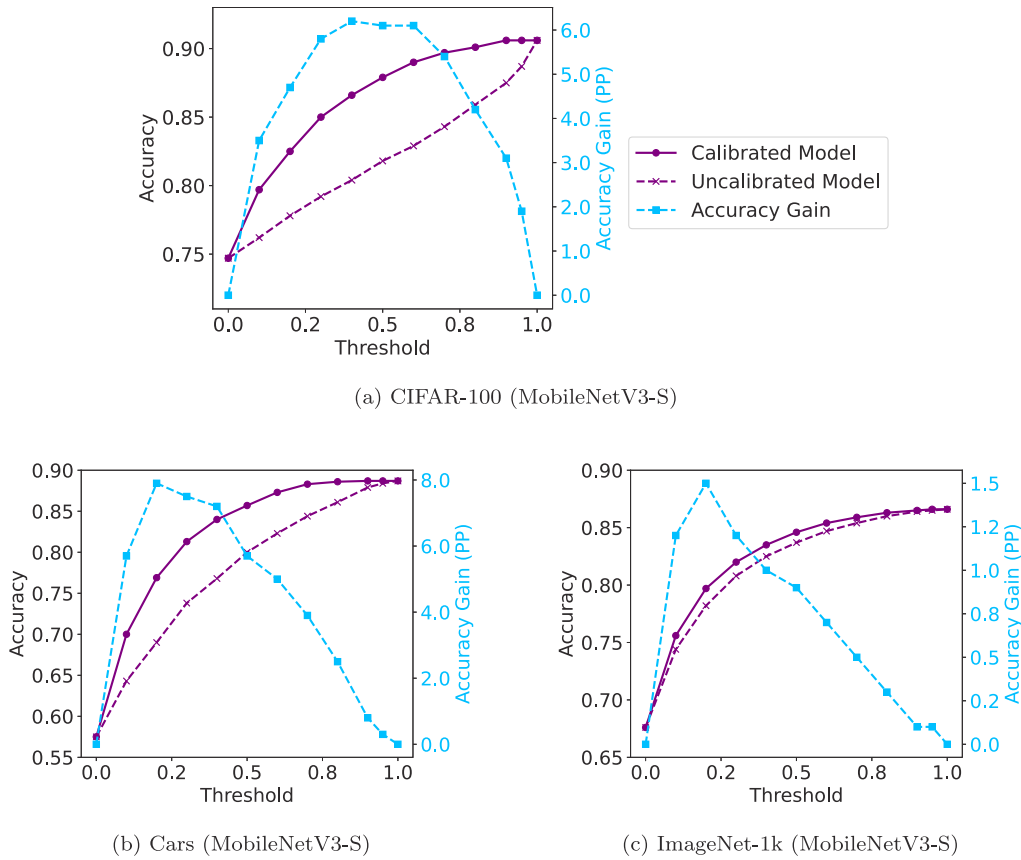 0.90
0.85
0.80
0.75
Accuracy
6.0
5.0
4.0
3.0
2.0
1.0
0.0
Accuracy Gain (PP)
0.0 0.2 0.5 0.8 1.0
Threshold
Calibrated Model
Uncalibrated Model
Accuracy Gain
(a) CIFAR-100 (MobileNetV3-S)
0.90
0.85
0.80
0.75
0.70
0.65
0.60
0.55
Accuracy
8.0
6.0
4.0
2.0
0.0
Accuracy Gain (PP)
0.0 0.2 0.5 0.8 1.0
Threshold
(b) Cars (MobileNetV3-S)
0.90
0.85
0.80
0.75
0.70
0.65
Accuracy
1.5
1.2
1.0
0.8
0.5
0.2
0.0
Accuracy Gain (PP)
0.0 0.2 0.5 0.8 1.0
Threshold
(c) ImageNet-1k (MobileNetV3-S)